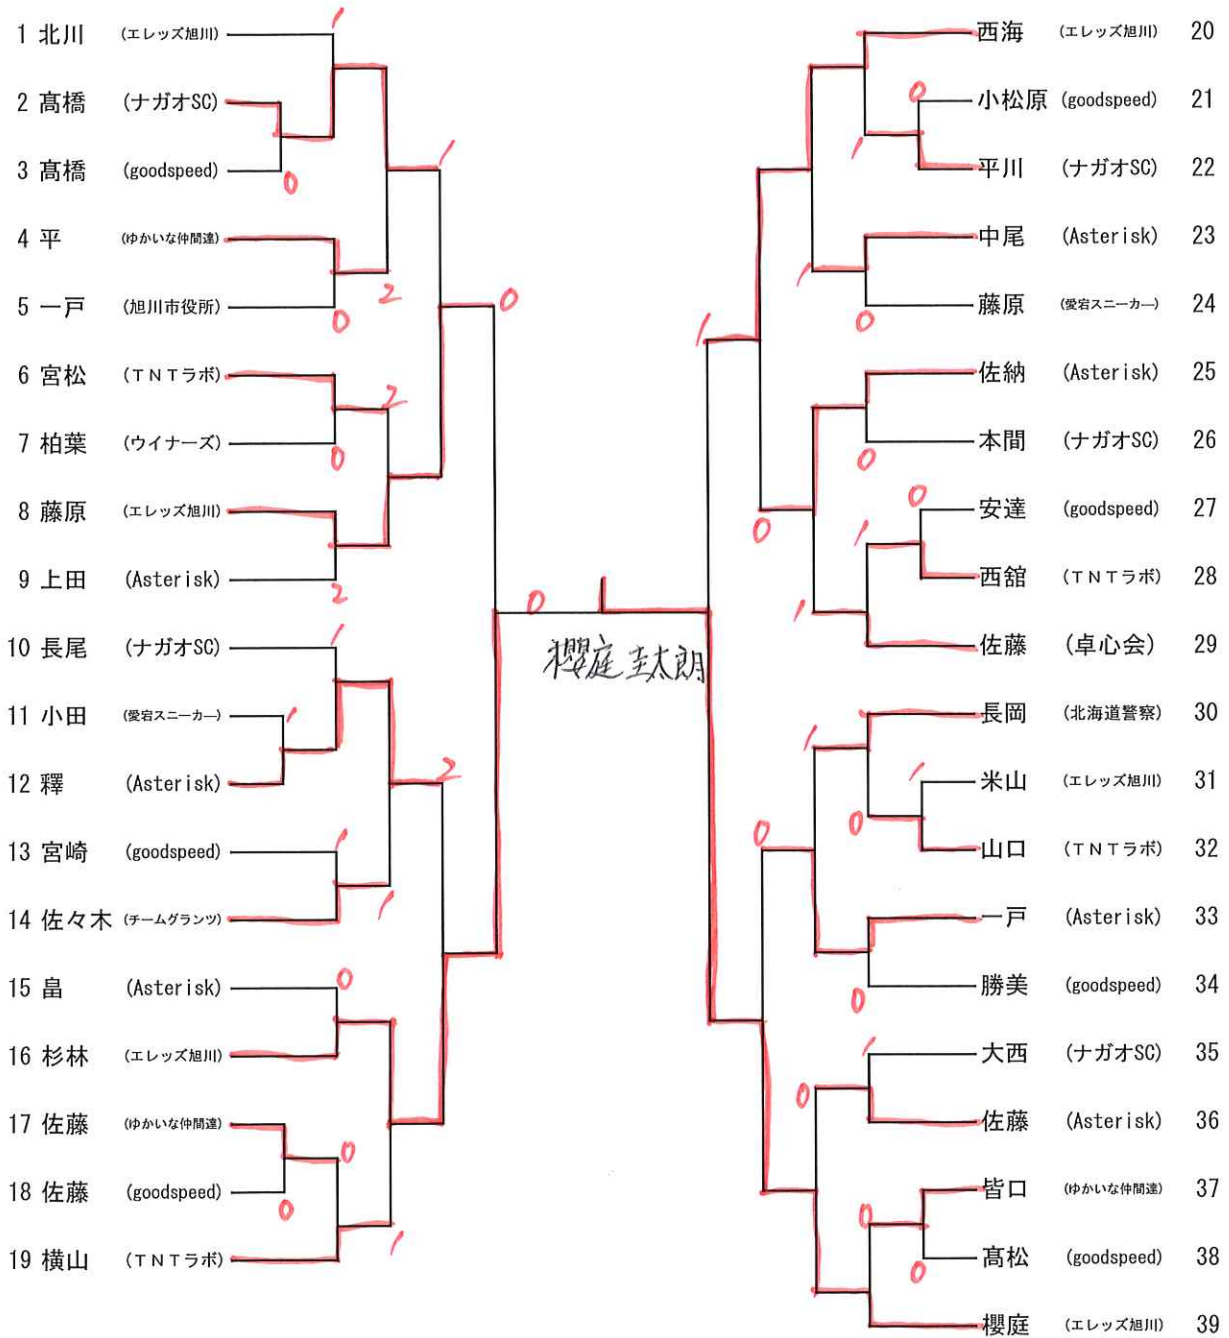 1 北川 (エレッズ旭川)
2 髙橋 (ナガオSC)
3 髙橋 (goodspeed)
4 平 (ゆかいな仲間達)
5 一戸 (旭川市役所)
6 宮松 (TNTラボ)
7 柏葉 (ウイナーズ)
8 藤原 (エレッズ旭川)
9 上田 (Asterisk)
10 長尾 (ナガオSC)
11 小田 (愛宕スニーカー)
12 釋 (Asterisk)
13 宮崎 (goodspeed)
14 佐々木 (チームグランツ)
15 畠 (Asterisk)
16 杉林 (エレッズ旭川)
17 佐藤 (ゆかいな仲間達)
18 佐藤 (goodspeed)
19 横山 (TNTラボ)
1
0
1
2
0
0
2
0
2
1
1
2
1
1
0
0
0
1
0
櫻庭圭太朗
1
0
1
1
0
0
0
0
1
1
1
1
0
0
0
1
0
0
0
西海 (エレッズ旭川) 20
小松原 (goodspeed) 21
平川 (ナガオSC) 22
中尾 (Asterisk) 23
藤原 (愛宕スニーカー) 24
佐納 (Asterisk) 25
本間 (ナガオSC) 26
安達 (goodspeed) 27
西舘 (TNTラボ) 28
佐藤 (卓心会) 29
長岡 (北海道警察) 30
米山 (エレッズ旭川) 31
山口 (TNTラボ) 32
一戸 (Asterisk) 33
勝美 (goodspeed) 34
大西 (ナガオSC) 35
佐藤 (Asterisk) 36
皆口 (ゆかいな仲間達) 37
髙松 (goodspeed) 38
櫻庭 (エレッズ旭川) 39